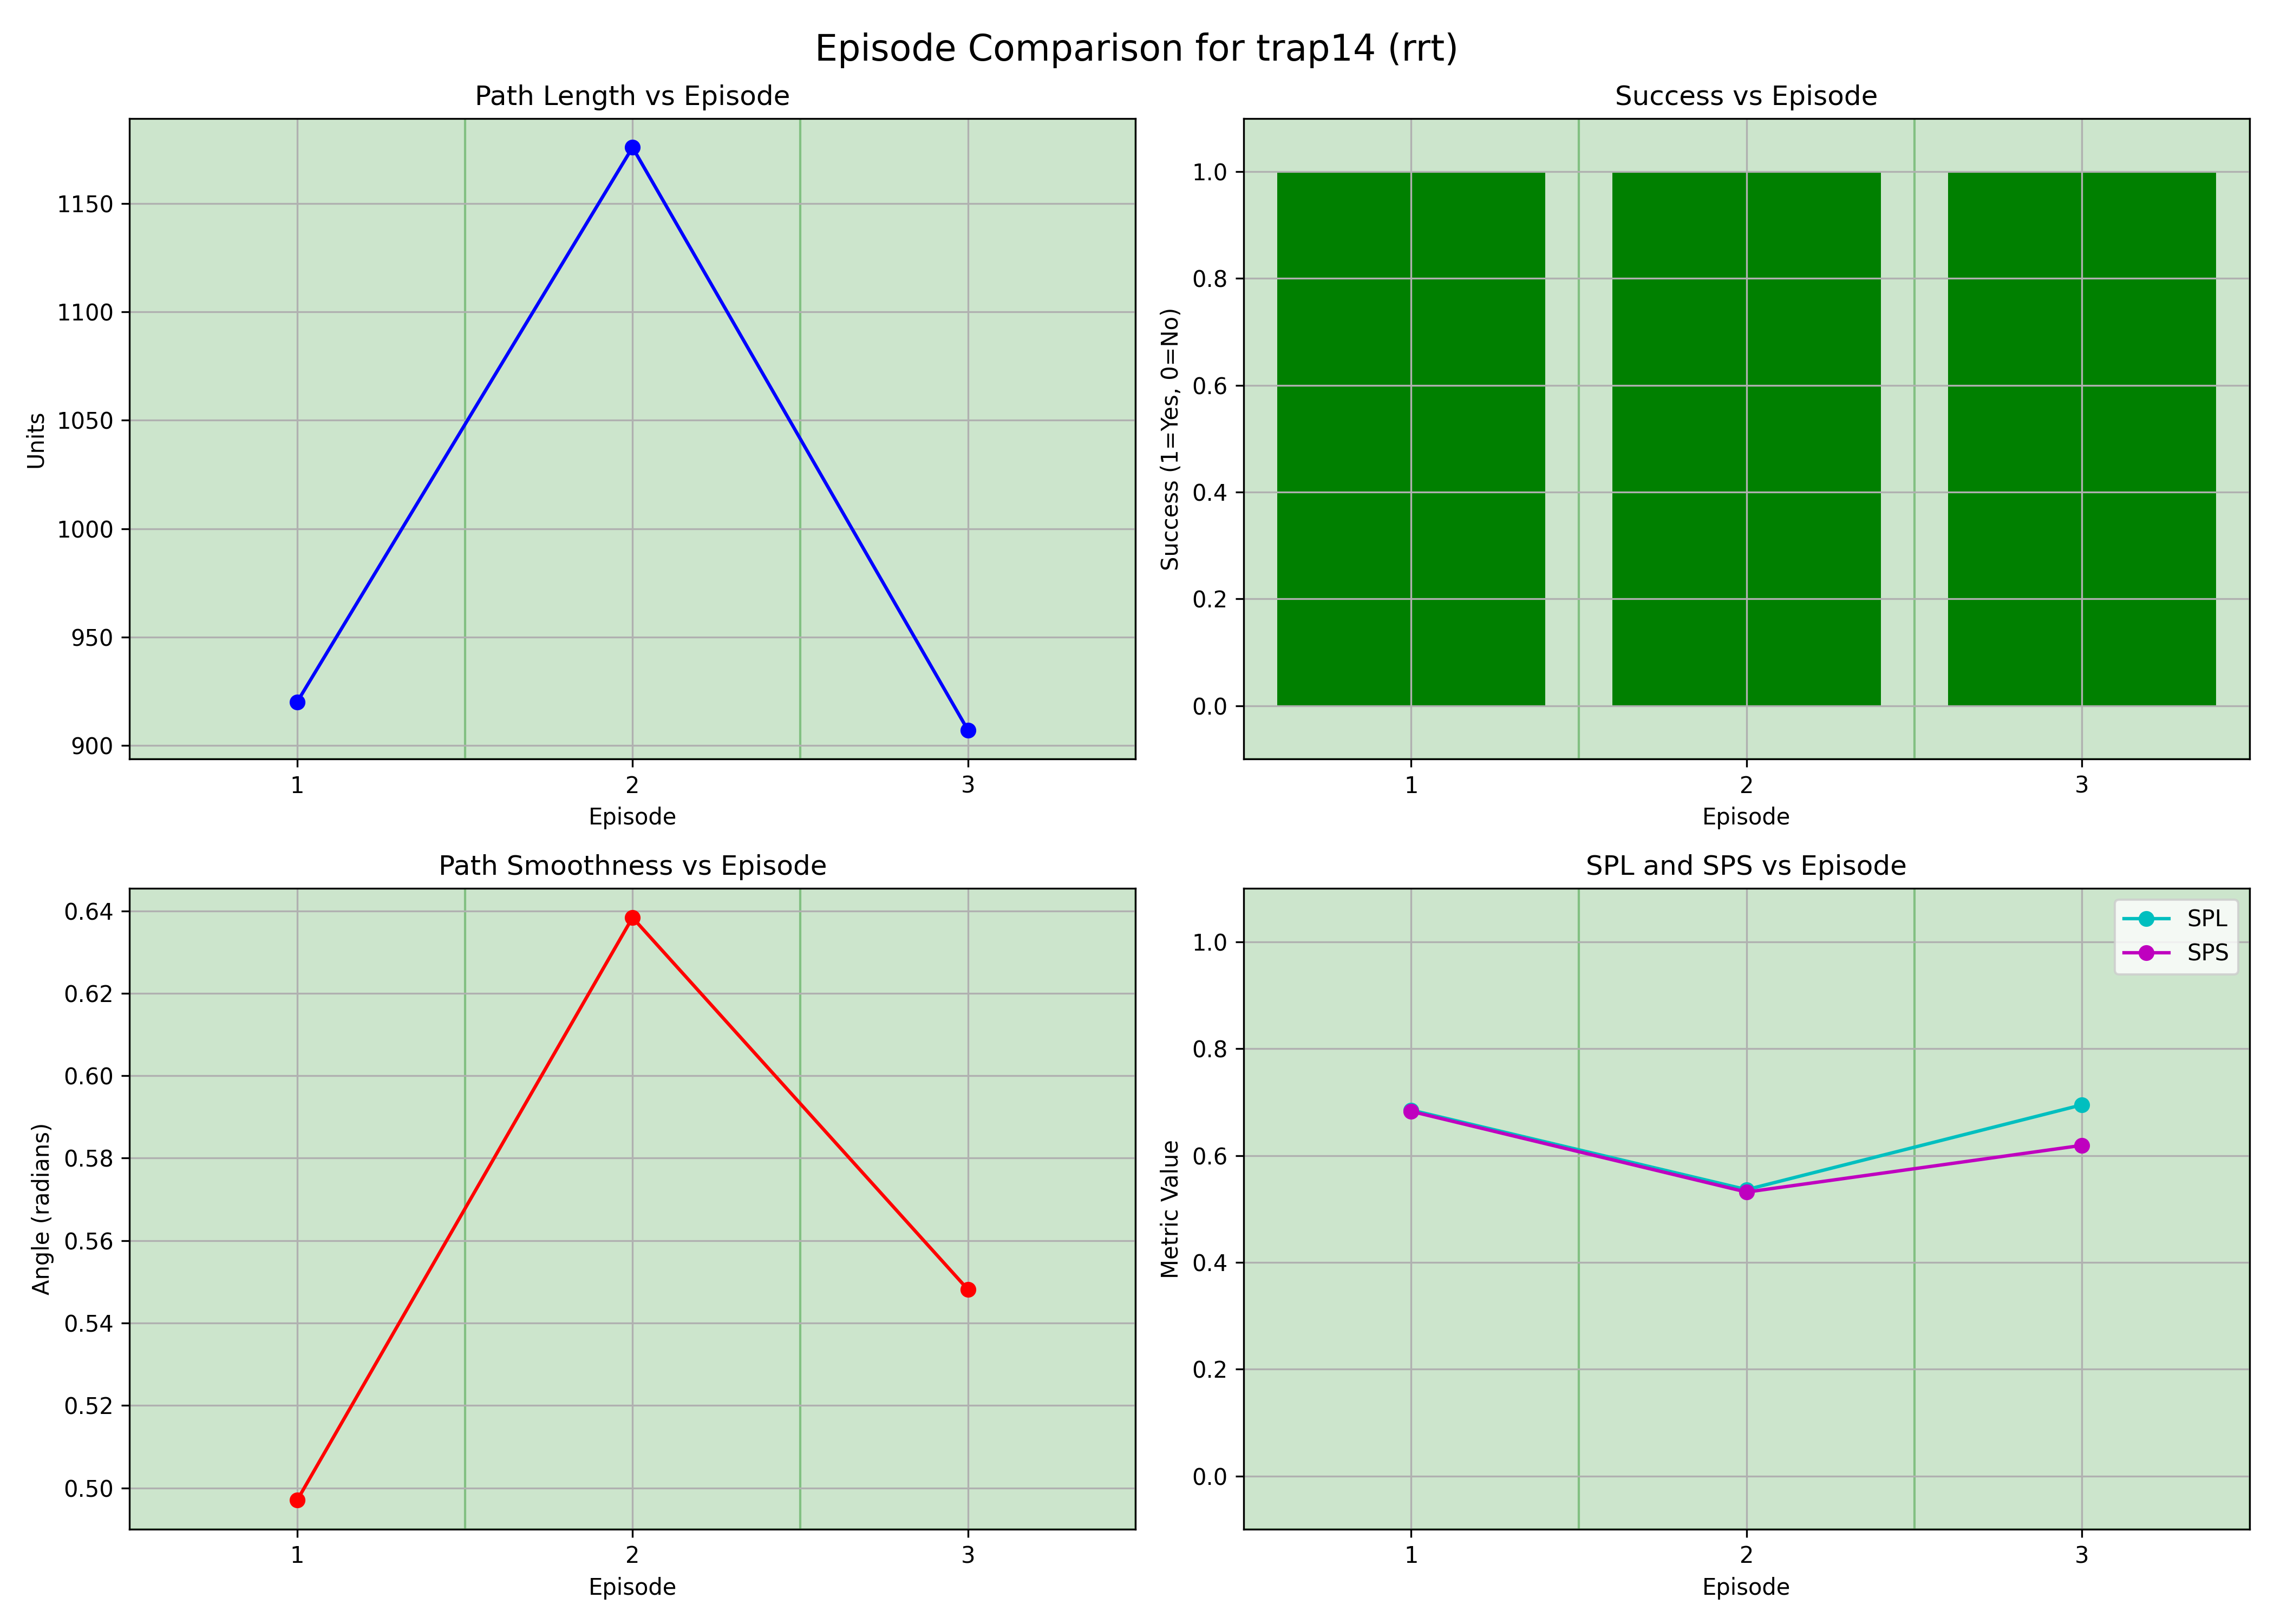 Episode Comparison for trap14 (rrt)
Path Length vs Episode
Units
1150
1100
1050
1000
950
900
1
2
3
Episode
Success vs Episode
Success (1=Yes, 0=No)
1.0
0.8
0.6
0.4
0.2
0.0
1
2
3
Episode
Path Smoothness vs Episode
Angle (radians)
0.64
0.62
0.60
0.58
0.56
0.54
0.52
0.50
1
2
3
Episode
SPL and SPS vs Episode
Metric Value
1.0
0.8
0.6
0.4
0.2
0.0
SPL
SPS
1
2
3
Episode